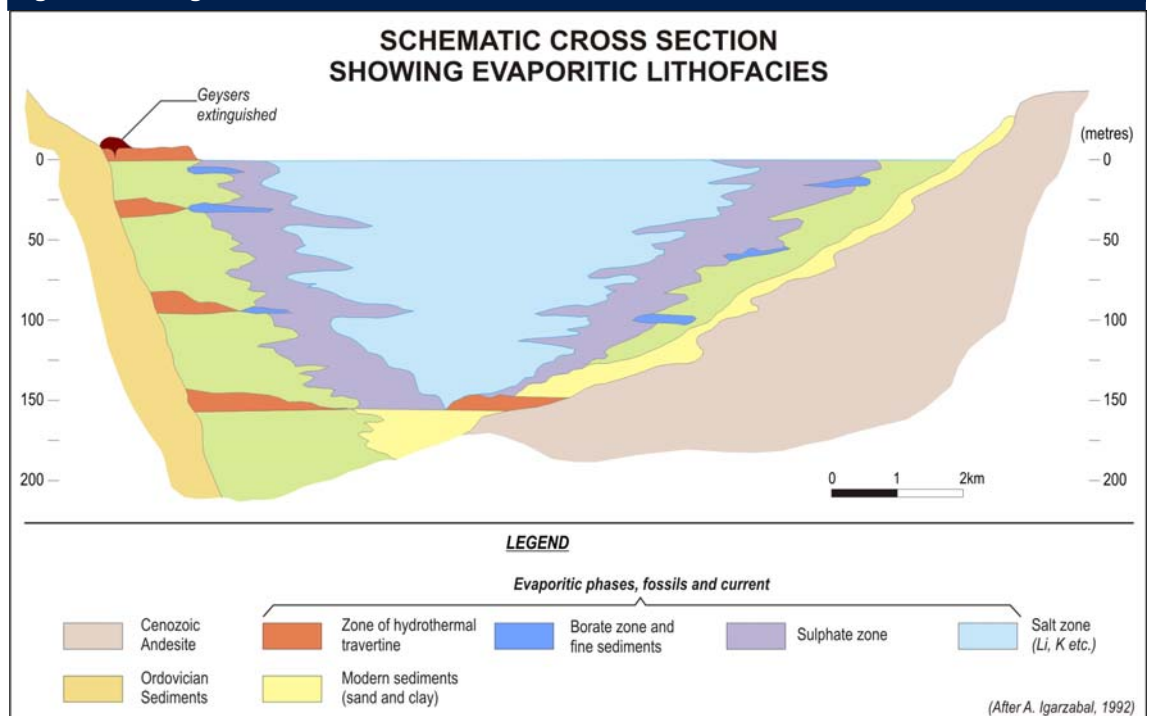 SCHEMATIC CROSS SECTION
SHOWING EVAPORITIC LITHOFACIES
Geysers
extinguished
(metres)
0
0
50
50
100
100
150
150
200
200
0 1 2km
LEGEND
Evaporitic phases, fossils and current
Cenozoic
Andesite
Zone of hydrothermal
travertine
Borate zone and
fine sediments
Sulphate zone
Salt zone
(Li, K etc.)
Ordovician
Sediments
Modern sediments
(sand and clay)
(After A. Igarzabal, 1992)